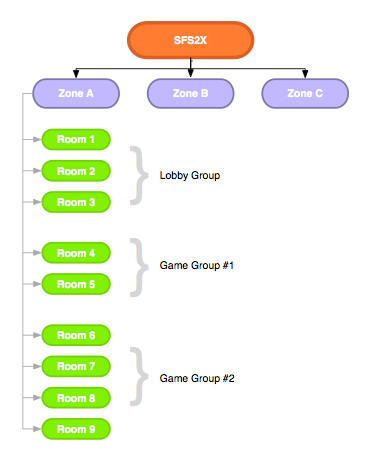 SFS2X
Zone A
Zone B
Zone C
Room 1
Room 2
Room 3
Lobby Group
Room 4
Room 5
Game Group #1
Room 6
Room 7
Room 8
Room 9
Game Group #2